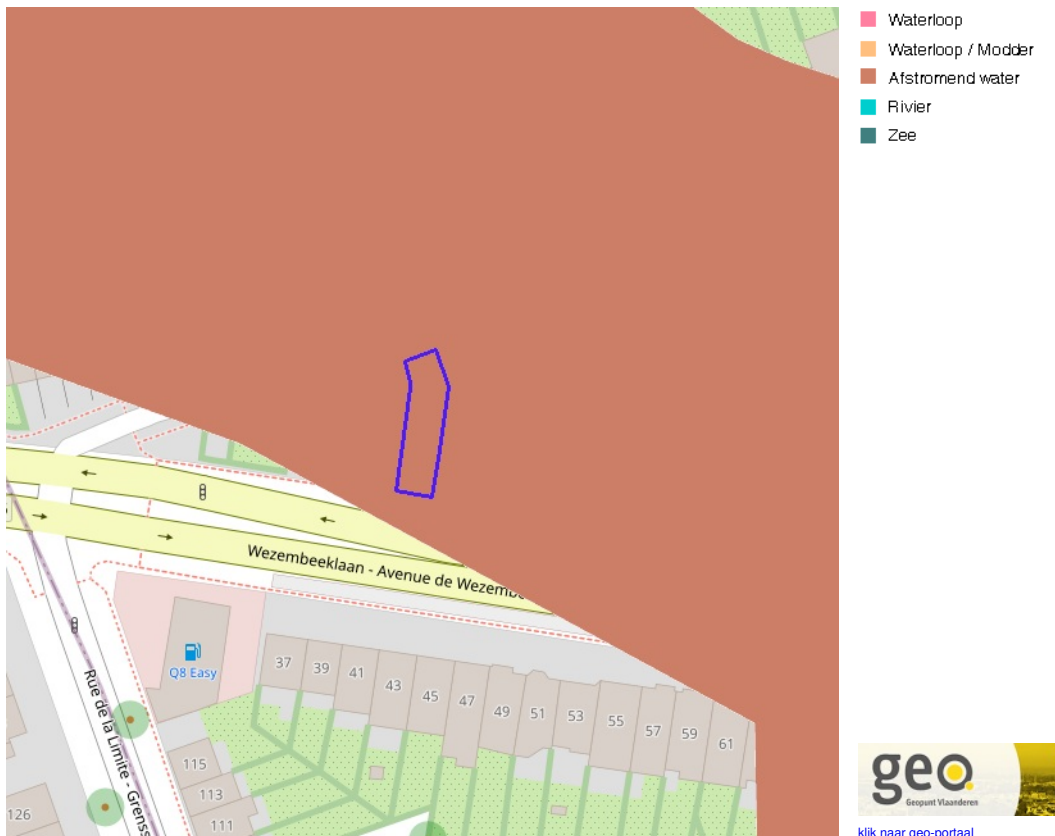 Waterloop
Waterloop / Modder
Afstromend water
Rivier
Zee
Wezembeeklaan - Avenue de Wezembe
Q8 Easy
Rue de la Limite - Grenss
37
39
41
43
45
47
49
51
53
55
57
59
61
115
113
111
126
geo.
Geopunt Vlaanderen
klik naar geo-portaal